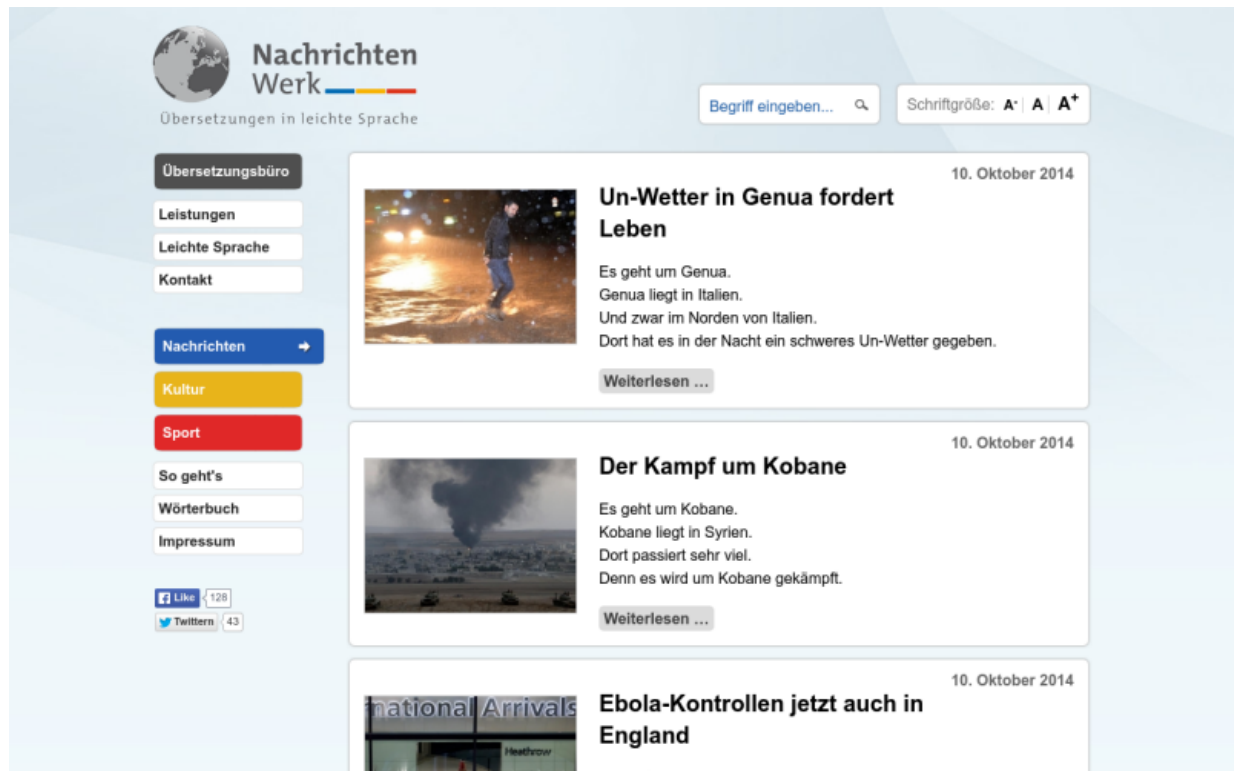 Nachrichten
Werk
Übersetzungen in leichte Sprache
Begriff eingeben...
Schriftgröße: A- A A+
Übersetzungsbüro
Leistungen
Leichte Sprache
Kontakt
Nachrichten
Kultur
Sport
So geht's
Wörterbuch
Impressum
Like 128
Twittern 43
10. Oktober 2014
Un-Wetter in Genua fordert
Leben
Es geht um Genua.
Genua liegt in Italien.
Und zwar im Norden von Italien.
Dort hat es in der Nacht ein schweres Un-Wetter gegeben.
Weiterlesen ...
10. Oktober 2014
Der Kampf um Kobane
Es geht um Kobane.
Kobane liegt in Syrien.
Dort passiert sehr viel.
Denn es wird um Kobane gekämpft.
Weiterlesen ...
10. Oktober 2014
national Arrivals
Heathrow
Ebola-Kontrollen jetzt auch in
England